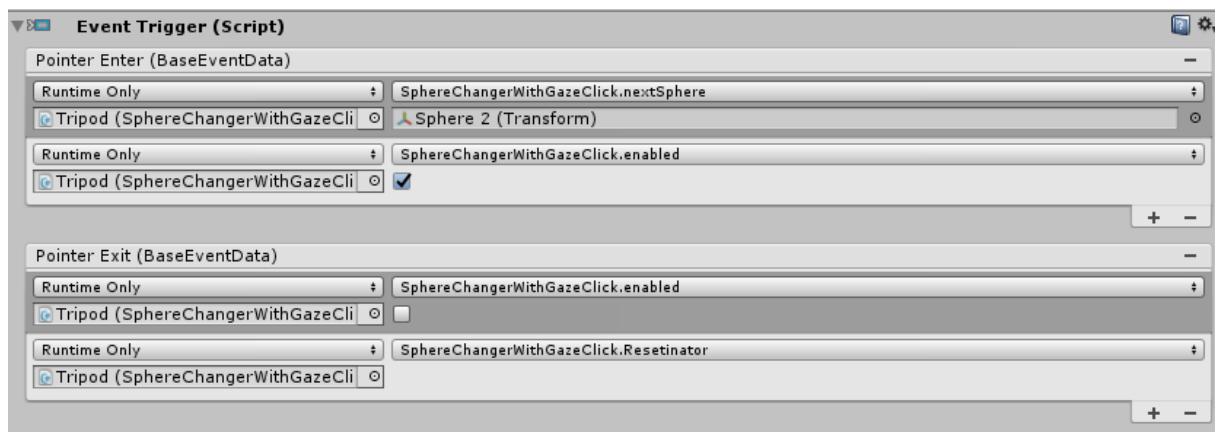 Event Trigger (Script)
Pointer Enter (BaseEventData)
Runtime Only SphereChangerWithGazeClick.nextSphere
Tripod (SphereChangerWithGazeCli Sphere 2 (Transform)
Runtime Only SphereChangerWithGazeClick.enabled
Tripod (SphereChangerWithGazeCli
+ −
Pointer Exit (BaseEventData)
Runtime Only SphereChangerWithGazeClick.enabled
Tripod (SphereChangerWithGazeCli
Runtime Only SphereChangerWithGazeClick.Resetinator
Tripod (SphereChangerWithGazeCli
+ −